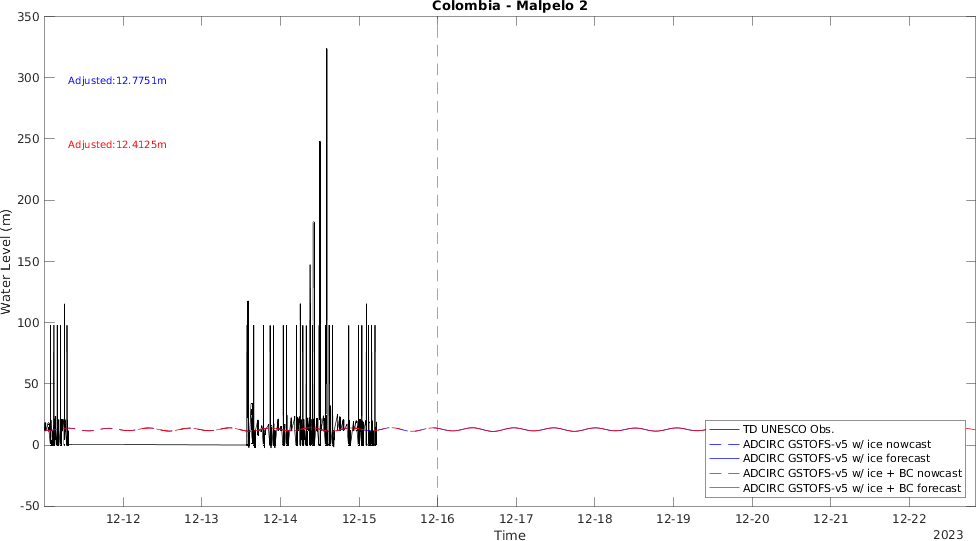 Colombia - Malpelo 2
350
300
250
200
150
100
50
0
-50
Water Level (m)
Adjusted:12.7751m
Adjusted:12.4125m
TD UNESCO Obs.
ADCIRC GSTOFS-v5 w/ ice nowcast
ADCIRC GSTOFS-v5 w/ ice forecast
ADCIRC GSTOFS-v5 w/ ice + BC nowcast
ADCIRC GSTOFS-v5 w/ ice + BC forecast
12-12 12-13 12-14 12-15 12-16 12-17 12-18 12-19 12-20 12-21 12-22
Time
2023